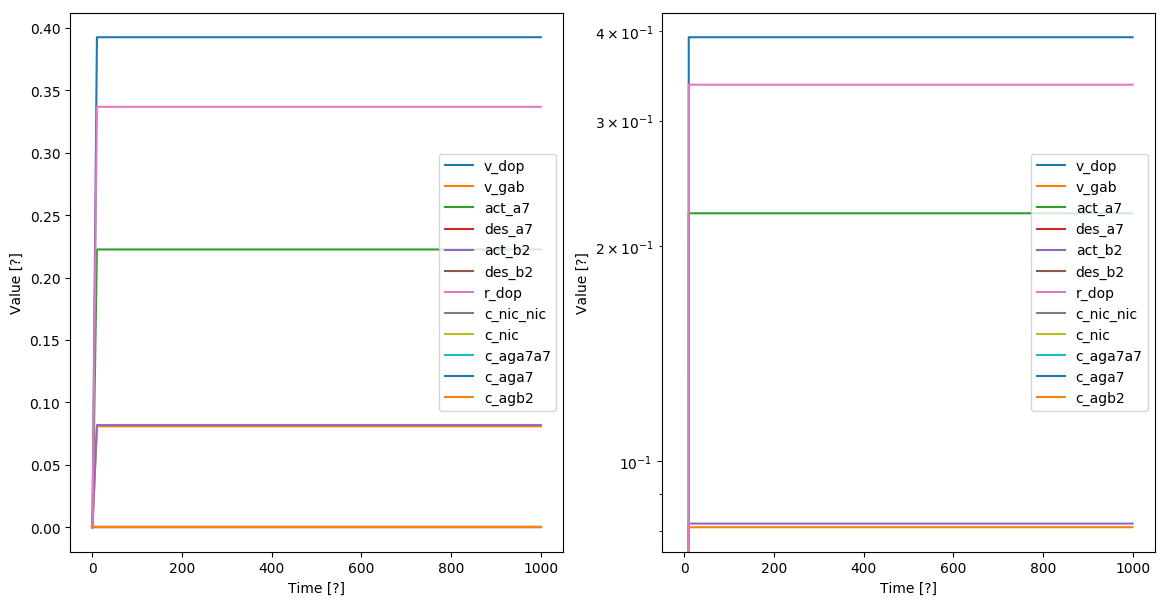 0.40
0.35
0.30
0.25
0.20
0.15
0.10
0.05
0.00
Value [?]
0
200
400
600
800
1000
Time [?]
v_dop
v_gab
act_a7
des_a7
act_b2
des_b2
r_dop
c_nic_nic
c_nic
c_aga7a7
c_aga7
c_agb2
4 × 10⁻¹
3 × 10⁻¹
2 × 10⁻¹
10⁻¹
Value [?]
0
200
400
600
800
1000
Time [?]
v_dop
v_gab
act_a7
des_a7
act_b2
des_b2
r_dop
c_nic_nic
c_nic
c_aga7a7
c_aga7
c_agb2